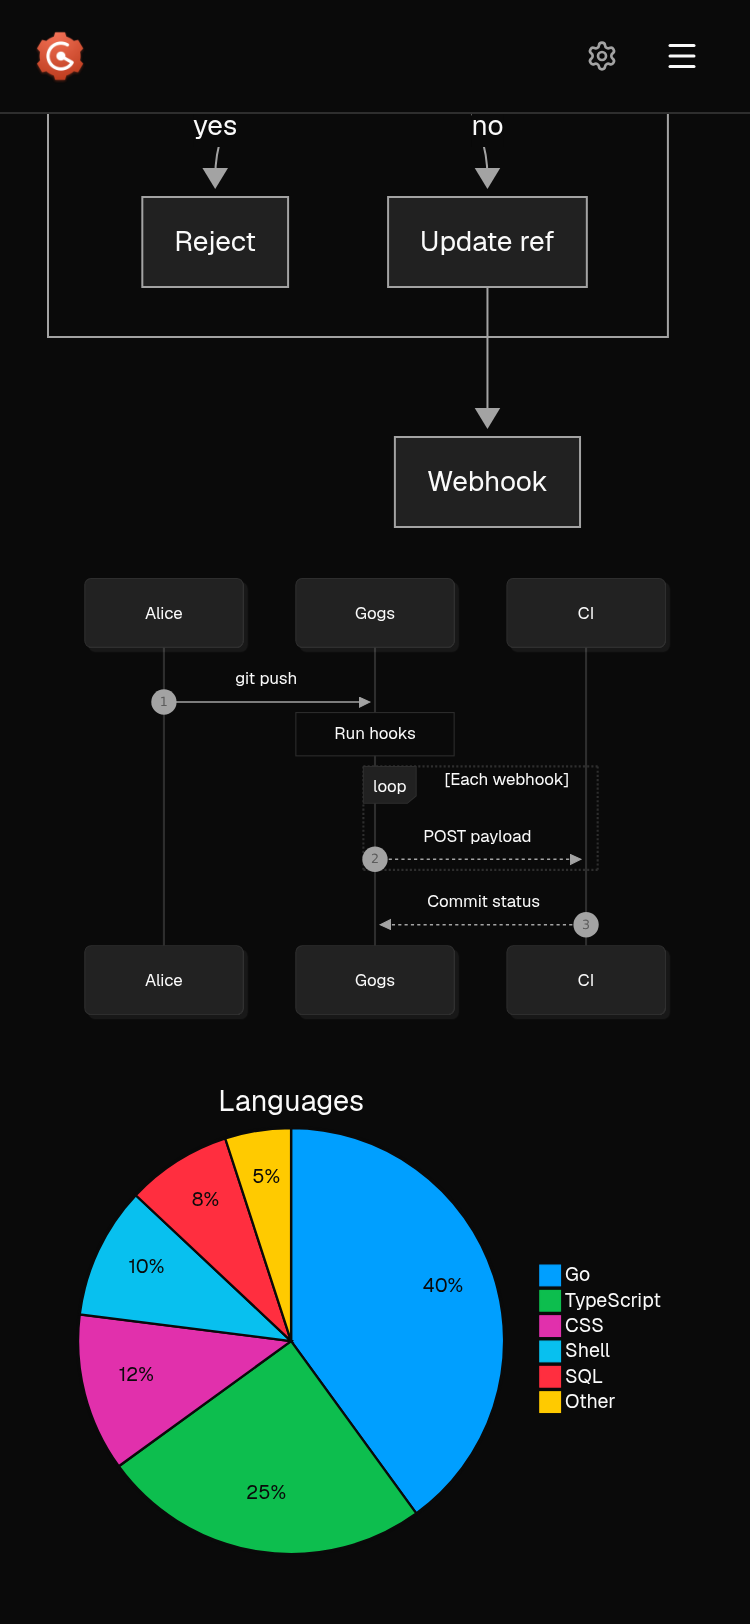 yes
no
Reject
Update ref
Webhook
Alice
Gogs
CI
git push
1
Run hooks
loop
[Each webhook]
POST payload
2
Commit status
3
Alice
Gogs
CI
Languages
5%
8%
10%
40%
12%
25%
Go
TypeScript
CSS
Shell
SQL
Other